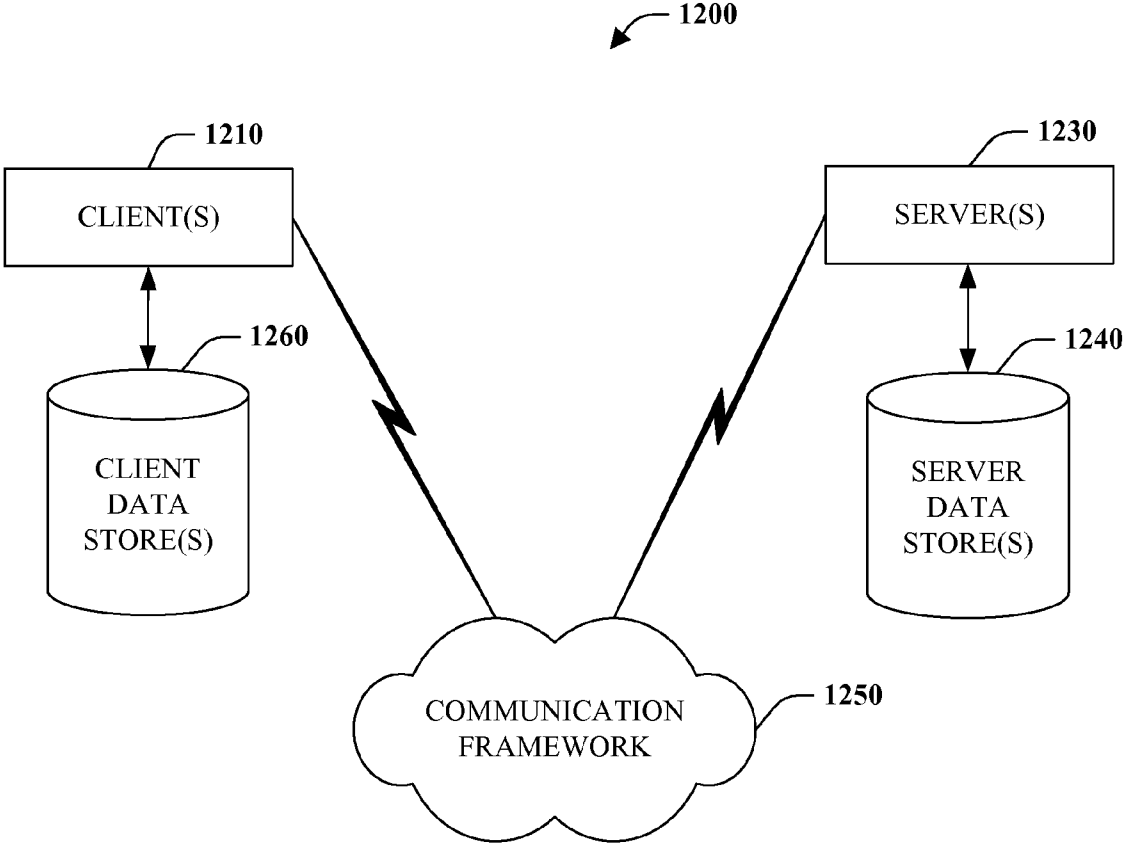 1200
1210
1230
CLIENT(S)
SERVER(S)
1260
1240
CLIENT
DATA
STORE(S)
SERVER
DATA
STORE(S)
1250
COMMUNICATION
FRAMEWORK